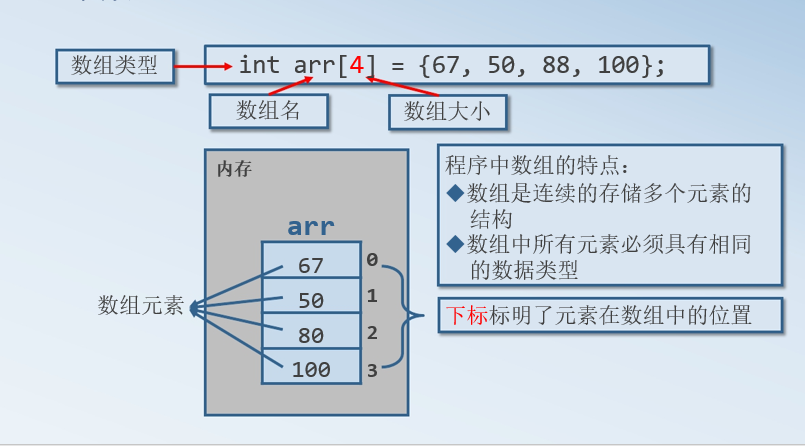 数组类型
int arr[4] = {67, 50, 88, 100};
数组名
数组大小
内存
arr
67 0
50 1
80 2
100 3
数组元素
程序中数组的特点：
◆数组是连续的存储多个元素的
结构
◆数组中所有元素必须具有相同
的数据类型
下标标明了元素在数组中的位置